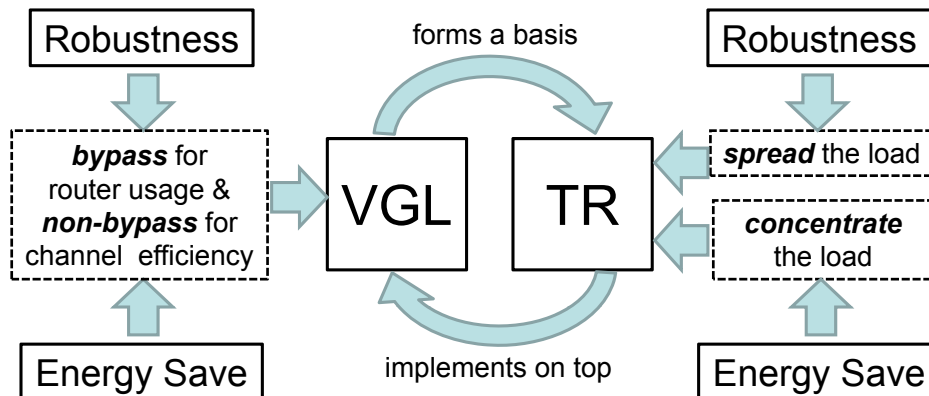 Robustness
bypass for
router usage &
non-bypass for
channel efficiency
Energy Save
forms a basis
VGL
TR
implements on top
Robustness
spread the load
concentrate
the load
Energy Save